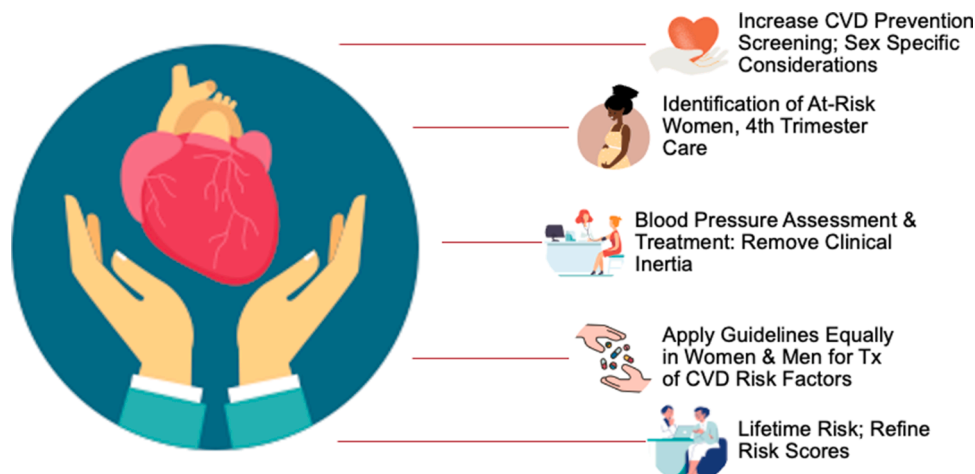 Increase CVD Prevention
Screening; Sex Specific
Considerations
Identification of At-Risk
Women, 4th Trimester
Care
Blood Pressure Assessment &
Treatment: Remove Clinical
Inertia
Apply Guidelines Equally
in Women & Men for Tx
of CVD Risk Factors
Lifetime Risk; Refine
Risk Scores